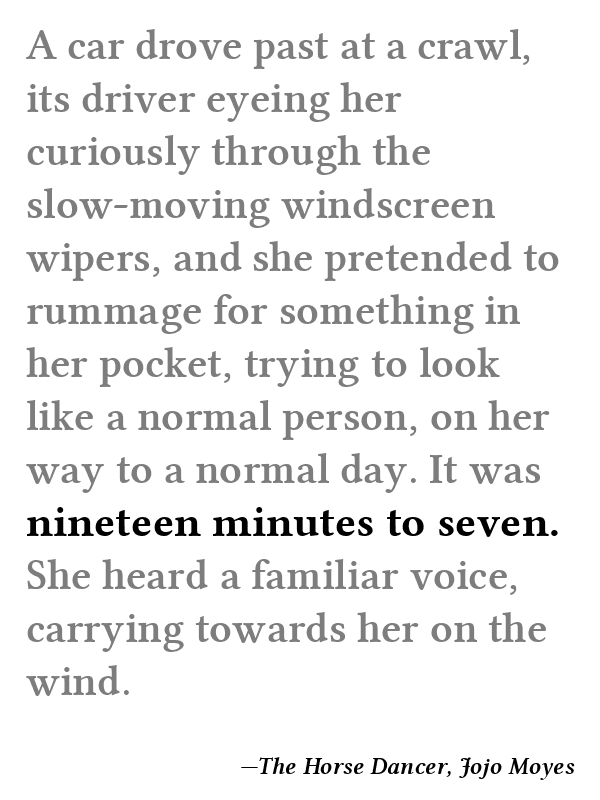 A car drove past at a crawl,
its driver eyeing her
curiously through the
slow-moving windscreen
wipers, and she pretended to
rummage for something in
her pocket, trying to look
like a normal person, on her
way to a normal day. It was
nineteen minutes to seven.
She heard a familiar voice,
carrying towards her on the
wind.
—The Horse Dancer, Jojo Moyes